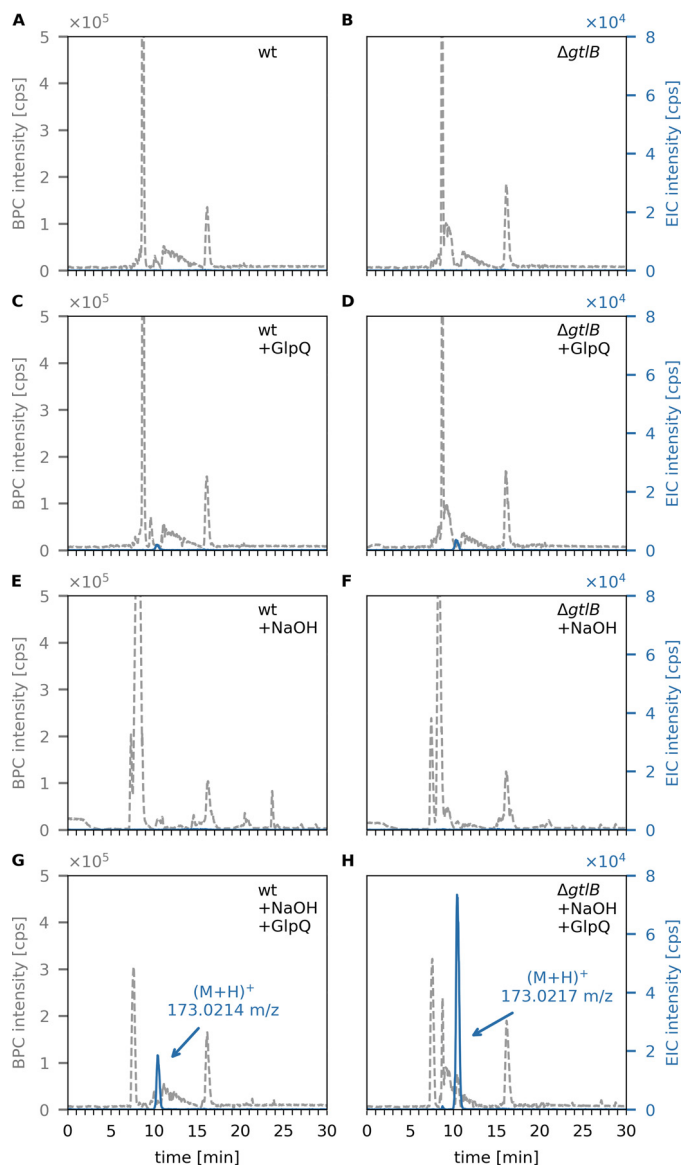 A
B
×10⁵
×10⁴
5
4
3
2
1
0
BPC intensity [cps]
wt
ΔgtlB
8
6
4
2
0
EIC intensity [cps]
C
D
×10⁵
×10⁴
5
4
3
2
1
0
BPC intensity [cps]
wt
+GlpQ
ΔgtlB
+GlpQ
8
6
4
2
0
EIC intensity [cps]
E
F
×10⁵
×10⁴
5
4
3
2
1
0
BPC intensity [cps]
wt
+NaOH
ΔgtlB
+NaOH
8
6
4
2
0
EIC intensity [cps]
G
H
×10⁵
×10⁴
5
4
3
2
1
0
BPC intensity [cps]
wt
+NaOH
+GlpQ
(M+H)⁺
173.0214 m/z
ΔgtlB
+NaOH
+GlpQ
(M+H)⁺
173.0217 m/z
8
6
4
2
0
EIC intensity [cps]
0 5 10 15 20 25 30
0 5 10 15 20 25 30
time [min]
time [min]